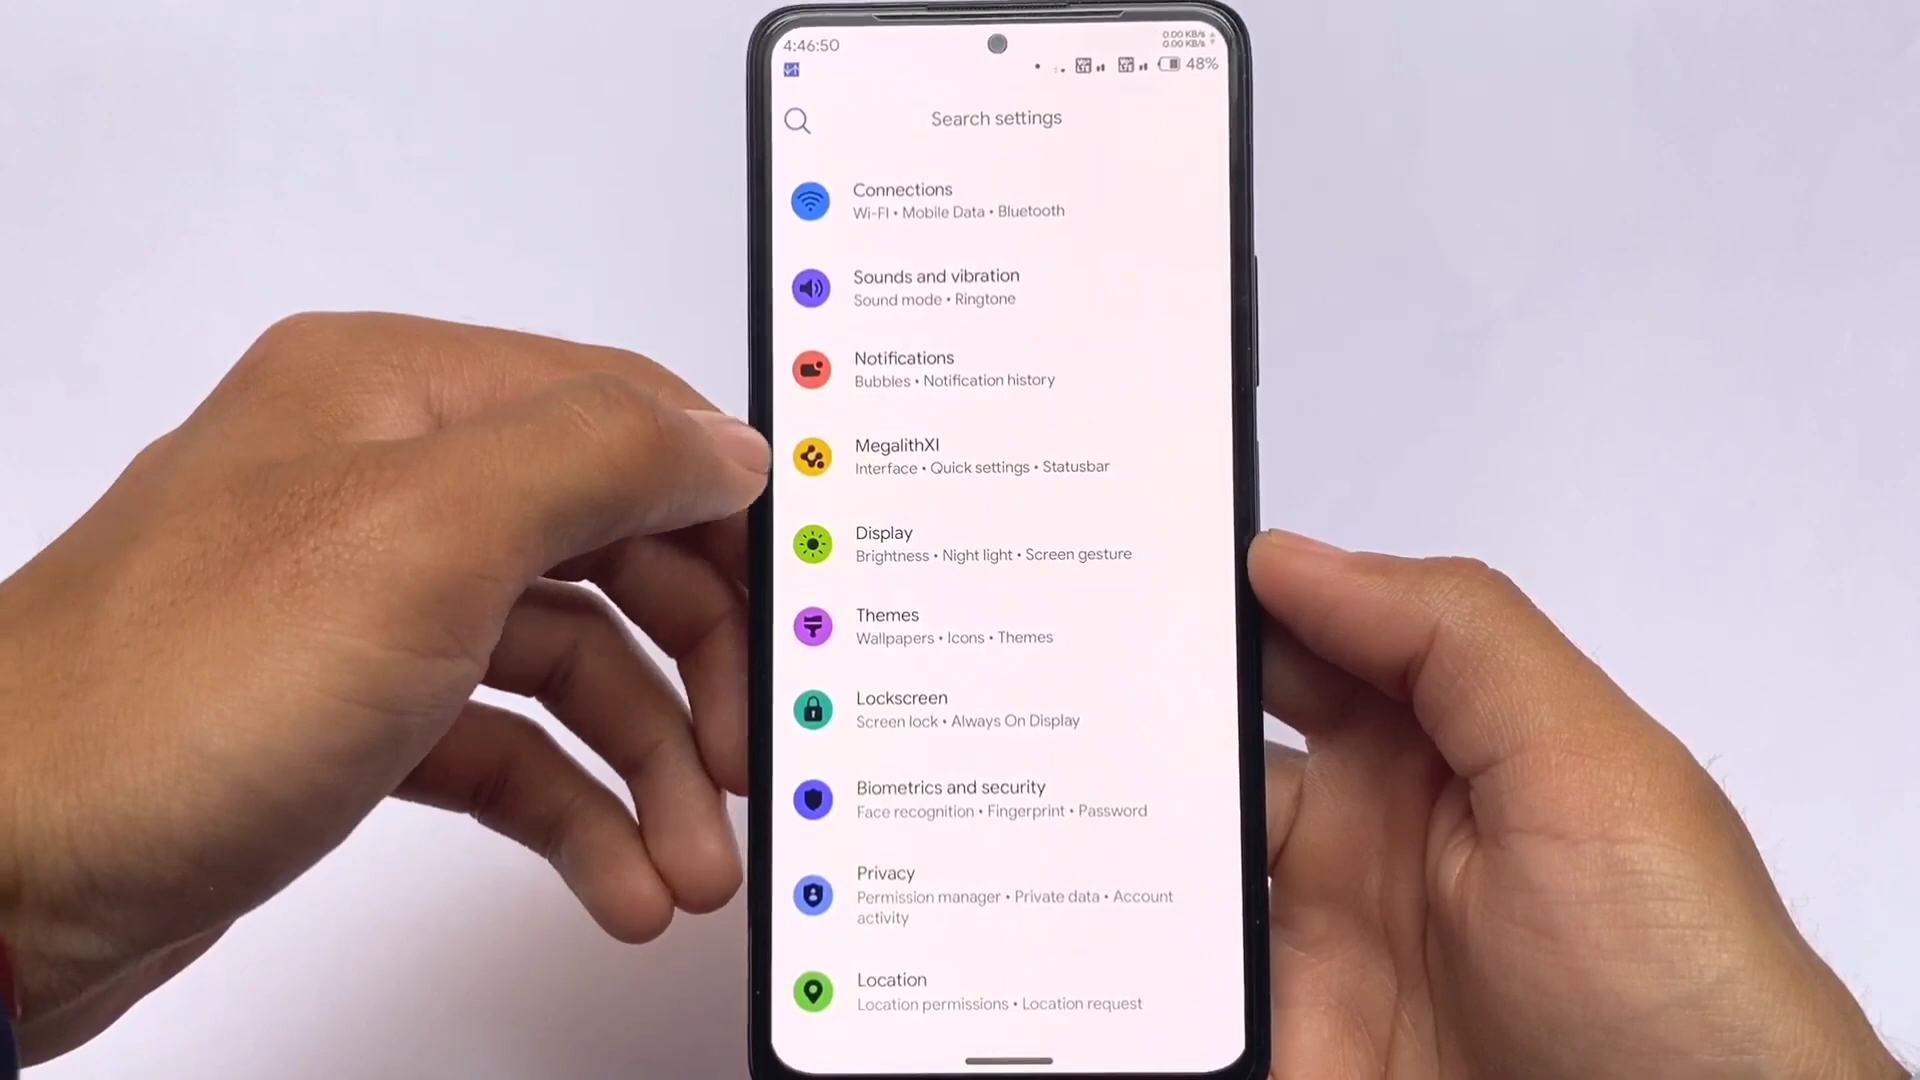 4:46:50
0.00 KB/s
0.00 KB/s
48%
Search settings
Connections
Wi-FI • Mobile Data • Bluetooth
Sounds and vibration
Sound mode • Ringtone
Notifications
Bubbles • Notification history
MegalithXI
Interface • Quick settings • Statusbar
Display
Brightness • Night light • Screen gesture
Themes
Wallpapers • Icons • Themes
Lockscreen
Screen lock • Always On Display
Biometrics and security
Face recognition • Fingerprint • Password
Privacy
Permission manager • Private data • Account
activity
Location
Location permissions • Location request